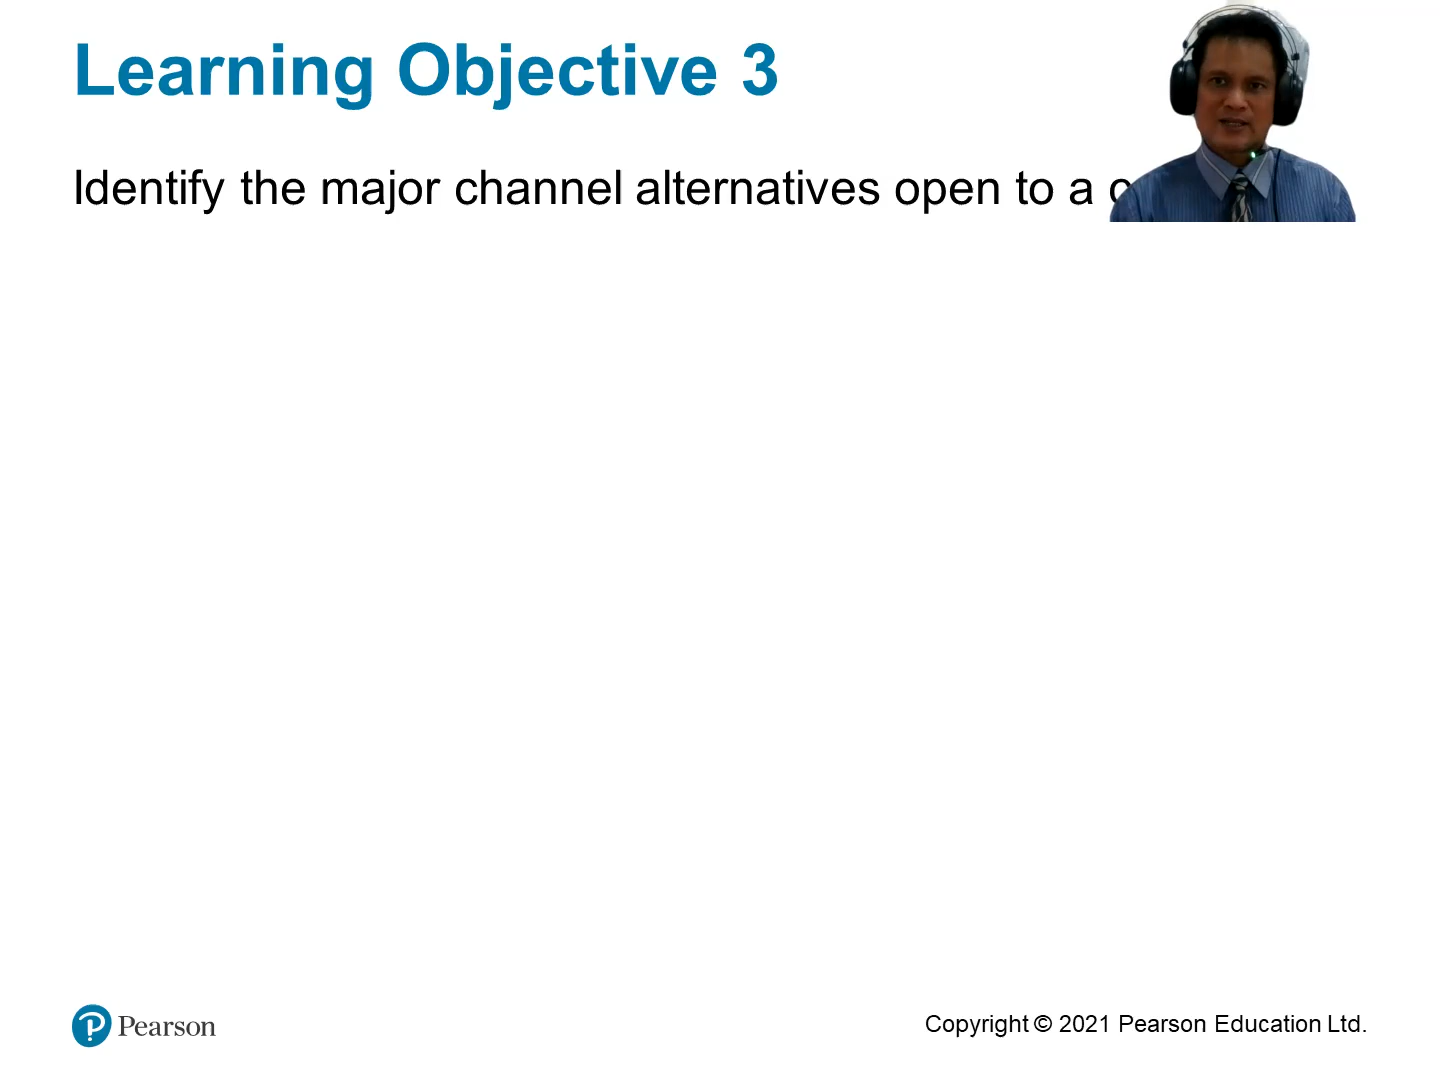 Learning Objective 3
Identify the major channel alternatives open to a
Pearson
Copyright © 2021 Pearson Education Ltd.